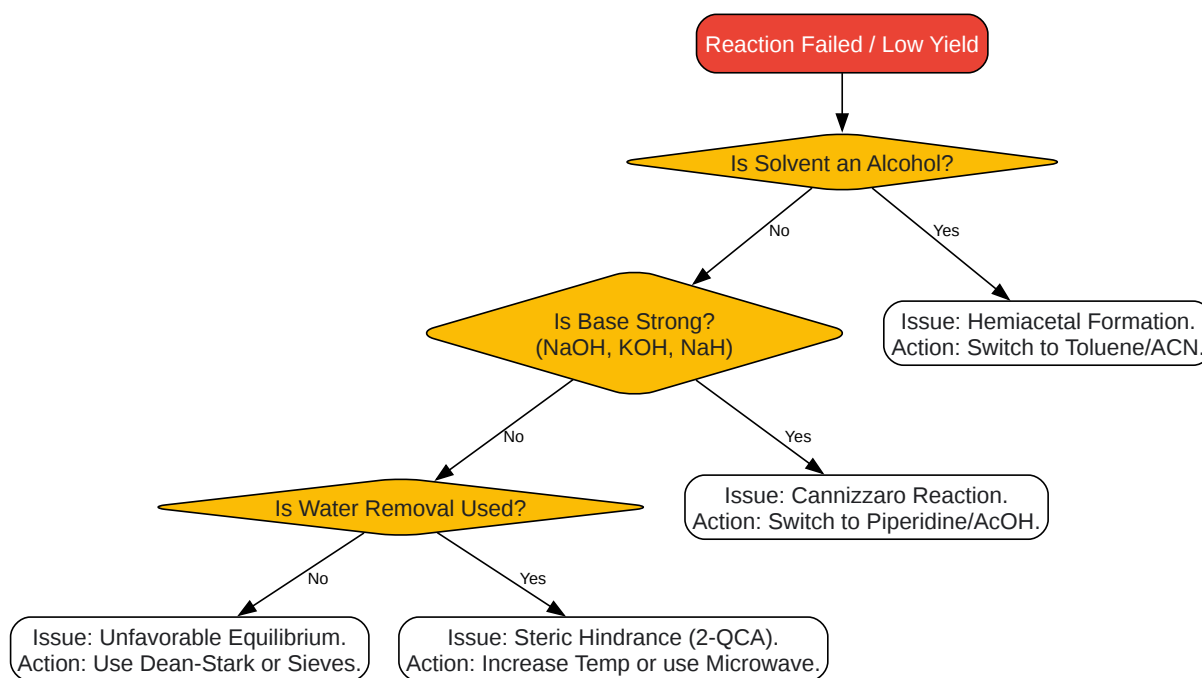 Reaction Failed / Low Yield
Is Solvent an Alcohol?
No
Yes
Is Base Strong?
(NaOH, KOH, NaH)
Issue: Hemiacetal Formation.
Action: Switch to Toluene/ACN.
No
Yes
Is Water Removal Used?
Issue: Cannizzaro Reaction.
Action: Switch to Piperidine/AcOH.
No
Yes
Issue: Unfavorable Equilibrium.
Action: Use Dean-Stark or Sieves.
Issue: Steric Hindrance (2-QCA).
Action: Increase Temp or use Microwave.